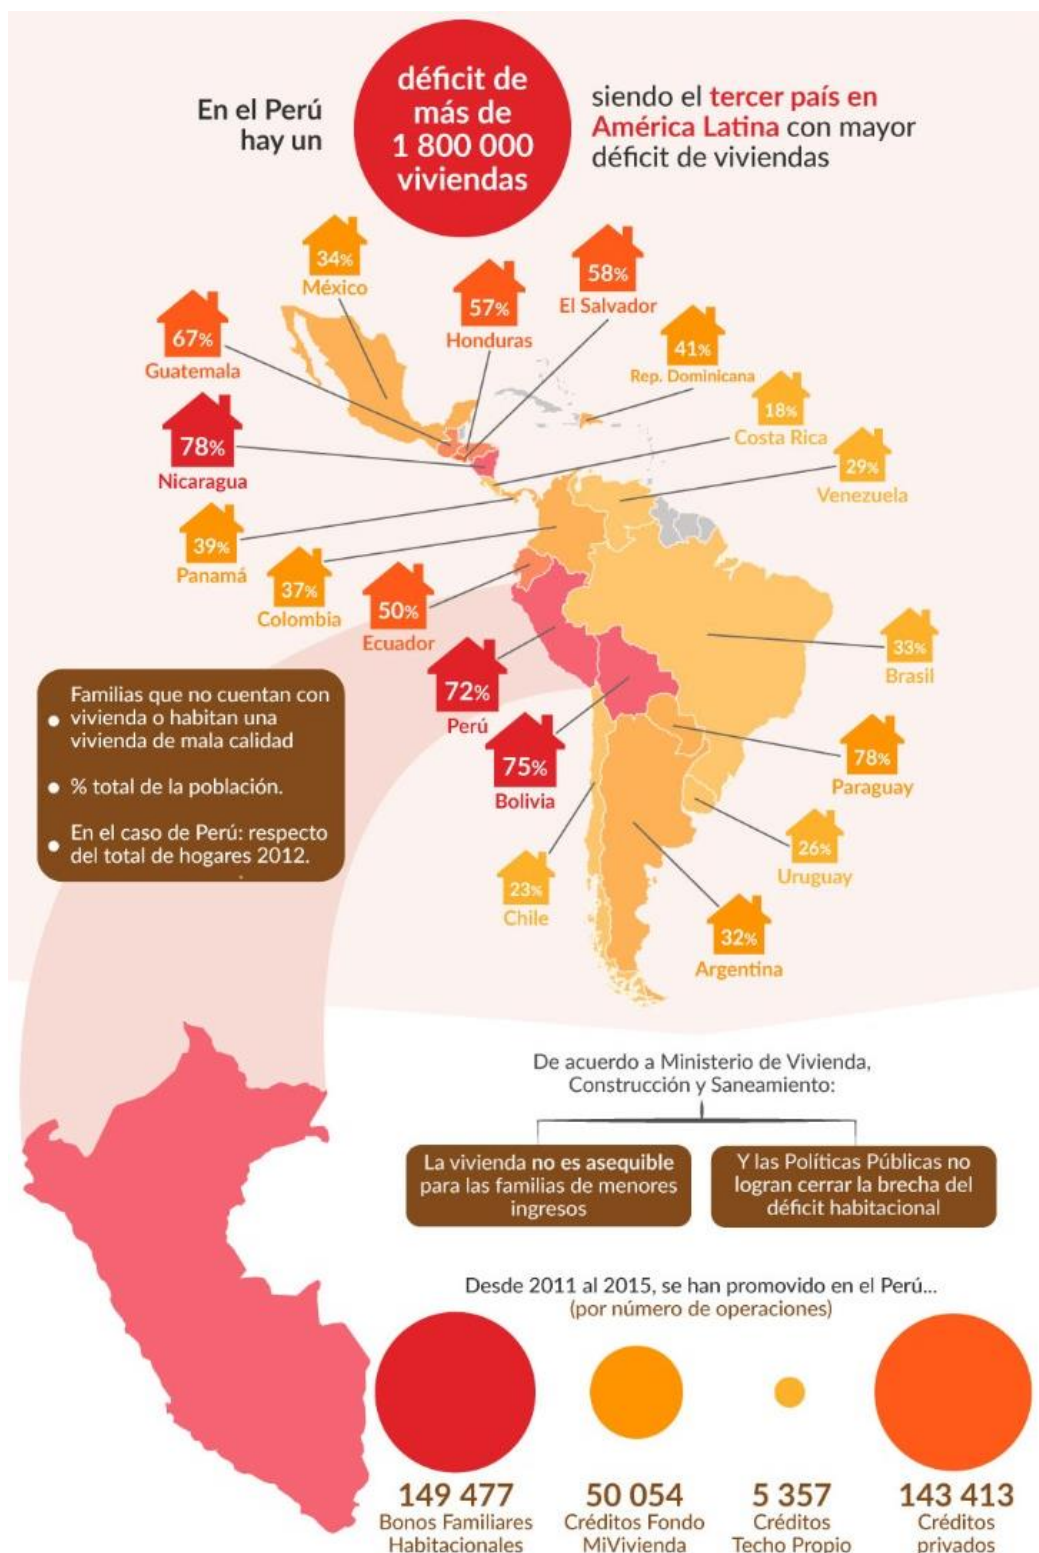 En el Perú
hay un
déficit de
más de
1 800 000
viviendas
siendo el tercer país en
América Latina con mayor
déficit de viviendas
34%
México
58%
El Salvador
57%
Honduras
67%
Guatemala
41%
Rep. Dominicana
18%
Costa Rica
78%
Nicaragua
29%
Venezuela
39%
Panamá
37%
Colombia
50%
Ecuador
33%
Brasil
72%
Perú
75%
Bolivia
78%
Paraguay
26%
Uruguay
23%
Chile
32%
Argentina
Familias que no cuentan con
vivienda o habitan una
vivienda de mala calidad
% total de la población.
En el caso de Perú: respecto
del total de hogares 2012.
De acuerdo a Ministerio de Vivienda,
Construcción y Saneamiento:
La vivienda no es asequible
para las familias de menores
ingresos
Y las Políticas Públicas no
logran cerrar la brecha del
déficit habitacional
Desde 2011 al 2015, se han promovido en el Perú...
(por número de operaciones)
149 477
Bonos Familiares
Habitacionales
50 054
Créditos Fondo
MiVivienda
5 357
Créditos
Techo Propio
143 413
Créditos
privados